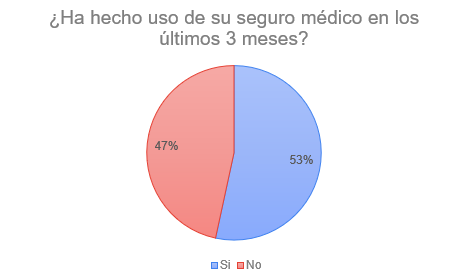 ¿Ha hecho uso de su seguro médico en los
últimos 3 meses?
47%
53%
Si No